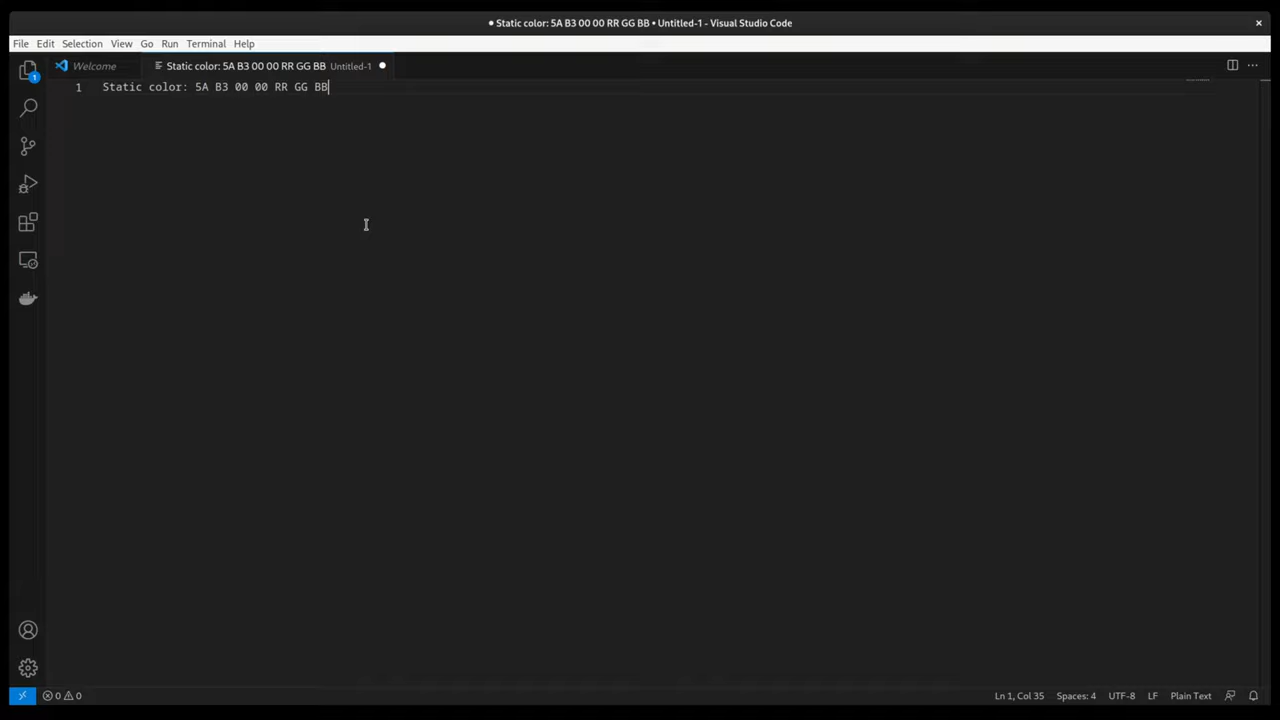 ● Static color: 5A B3 00 00 RR GG BB • Untitled-1 - Visual Studio Code ×
File Edit Selection View Go Run Terminal Help
Welcome Static color: 5A B3 00 00 RR GG BB Untitled-1 ●
1 Static color: 5A B3 00 00 RR GG BB
1
0 0 Ln 1, Col 35 Spaces: 4 UTF-8 LF Plain Text